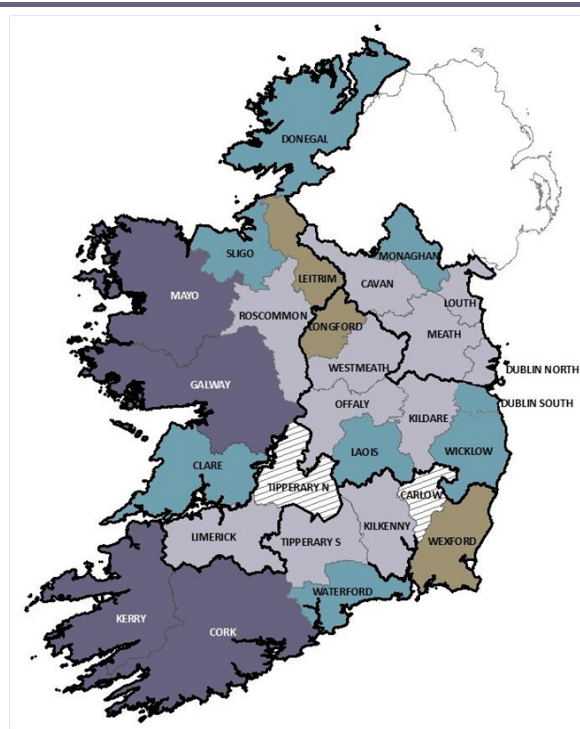 DONEGAL
SLIGO
MONAGHAN
LEITRIM
CAVAN
MAYO
LOUTH
ROSCOMMON
LONGFORD
MEATH
WESTMEATH
DUBLIN NORTH
GALWAY
OFFALY
DUBLIN SOUTH
KILDARE
LAOIS
WICKLOW
CLARE
TIPPERARY N
CARLOW
KILKENNY
LIMERICK
TIPPERARY S
WEXFORD
WATERFORD
KERRY
CORK